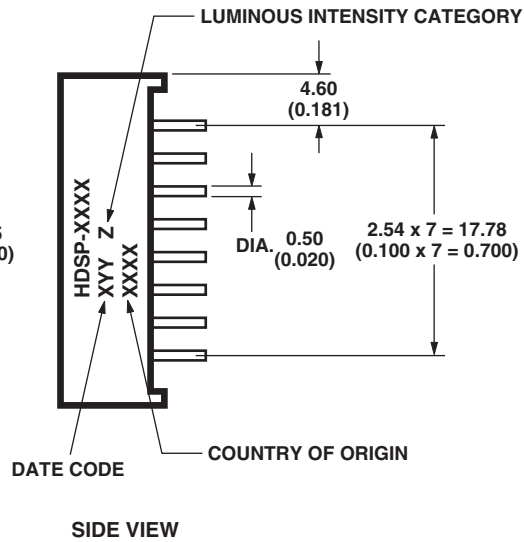 LUMINOUS INTENSITY CATEGORY
4.60
(0.181)
HDSP-XXXX
XYY Z
XXXX
DIA. 0.50
(0.020)
2.54 x 7 = 17.78
(0.100 x 7 = 0.700)
DATE CODE
COUNTRY OF ORIGIN
SIDE VIEW